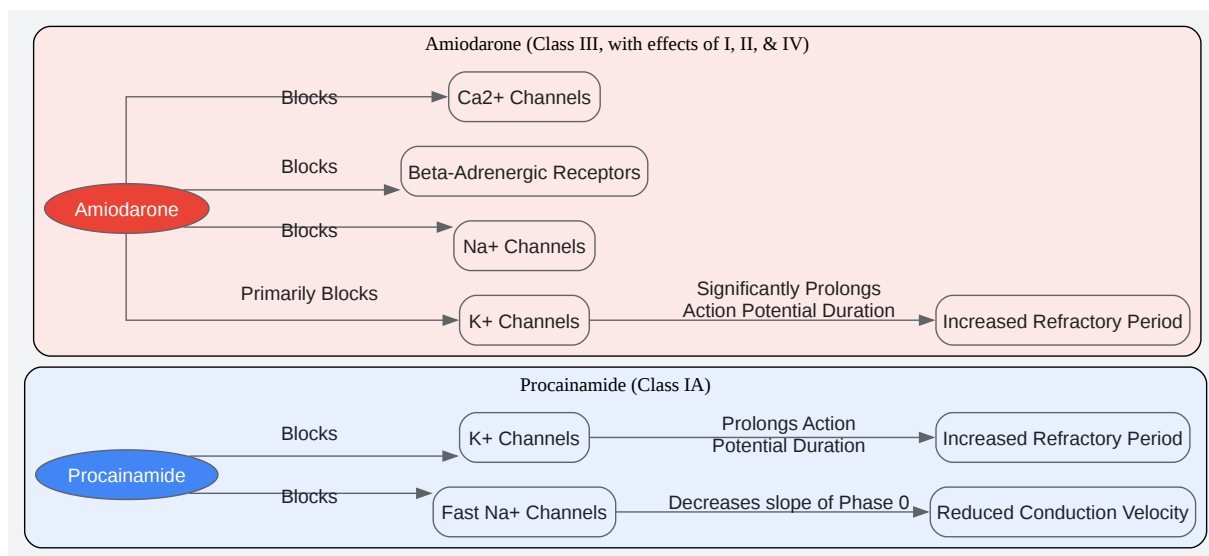 Amiodarone (Class III, with effects of I, II, & IV)
Blocks
Ca2+ Channels
Blocks
Beta-Adrenergic Receptors
Amiodarone
Blocks
Na+ Channels
Primarily Blocks
K+ Channels
Significantly Prolongs
Action Potential Duration
Increased Refractory Period
Procainamide (Class IA)
Blocks
K+ Channels
Prolongs Action
Potential Duration
Increased Refractory Period
Procainamide
Blocks
Fast Na+ Channels
Decreases slope of Phase 0
Reduced Conduction Velocity